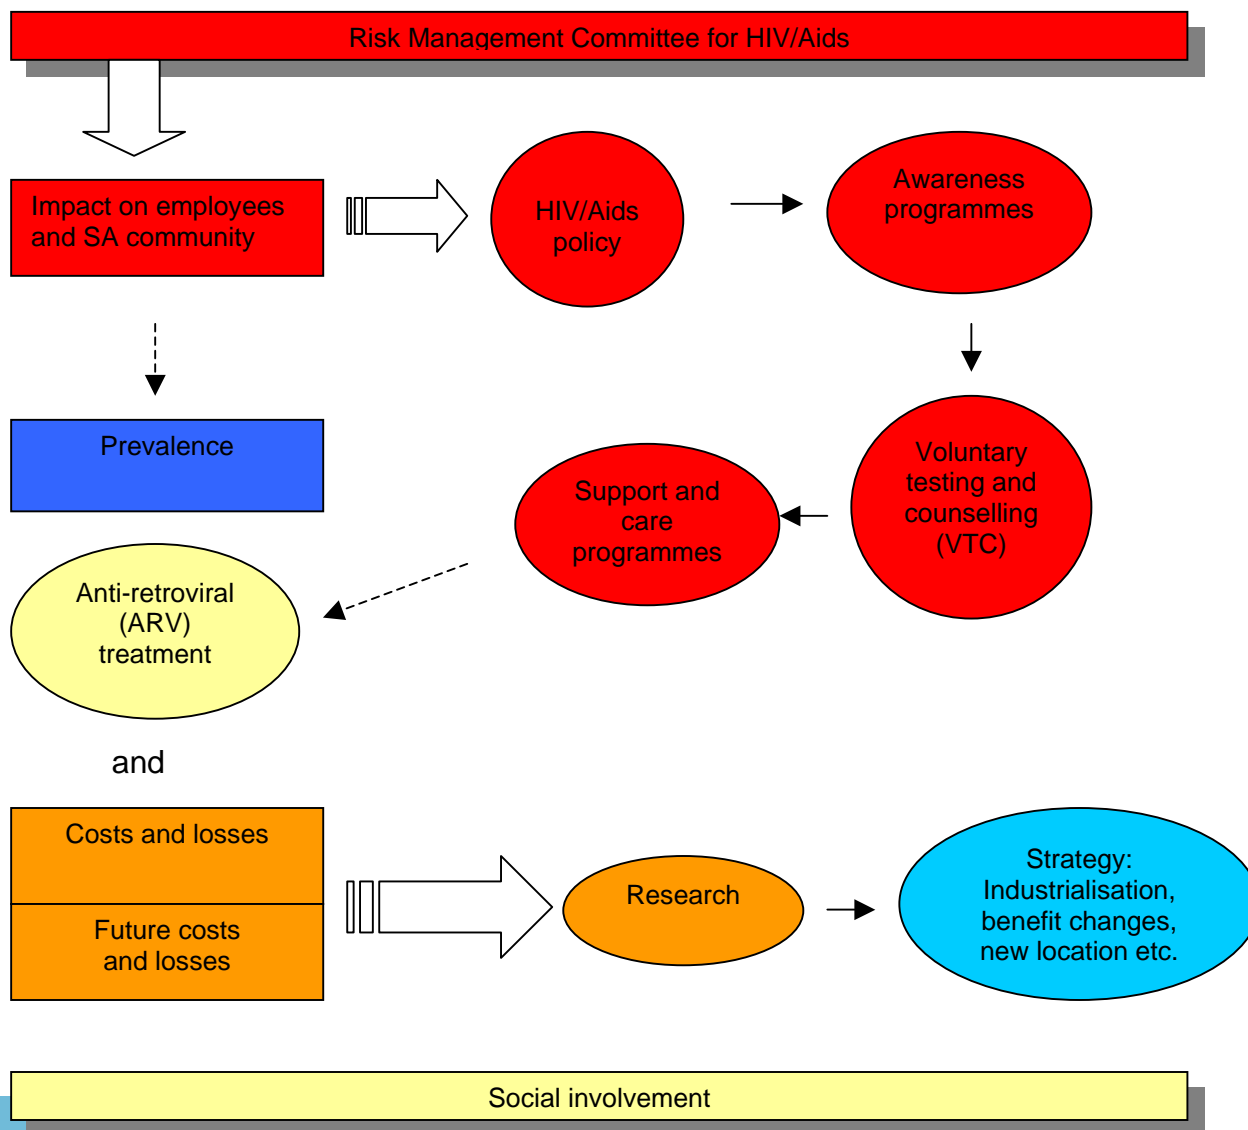 Risk Management Committee for HIV/Aids
Impact on employees
and SA community
HIV/Aids
policy
Awareness
programmes
Prevalence
Support and
care
programmes
Voluntary
testing and
counselling
(VTC)
Anti-retroviral
(ARV)
treatment
and
Costs and losses
Future costs
and losses
Research
Strategy:
Industrialisation,
benefit changes,
new location etc.
Social involvement